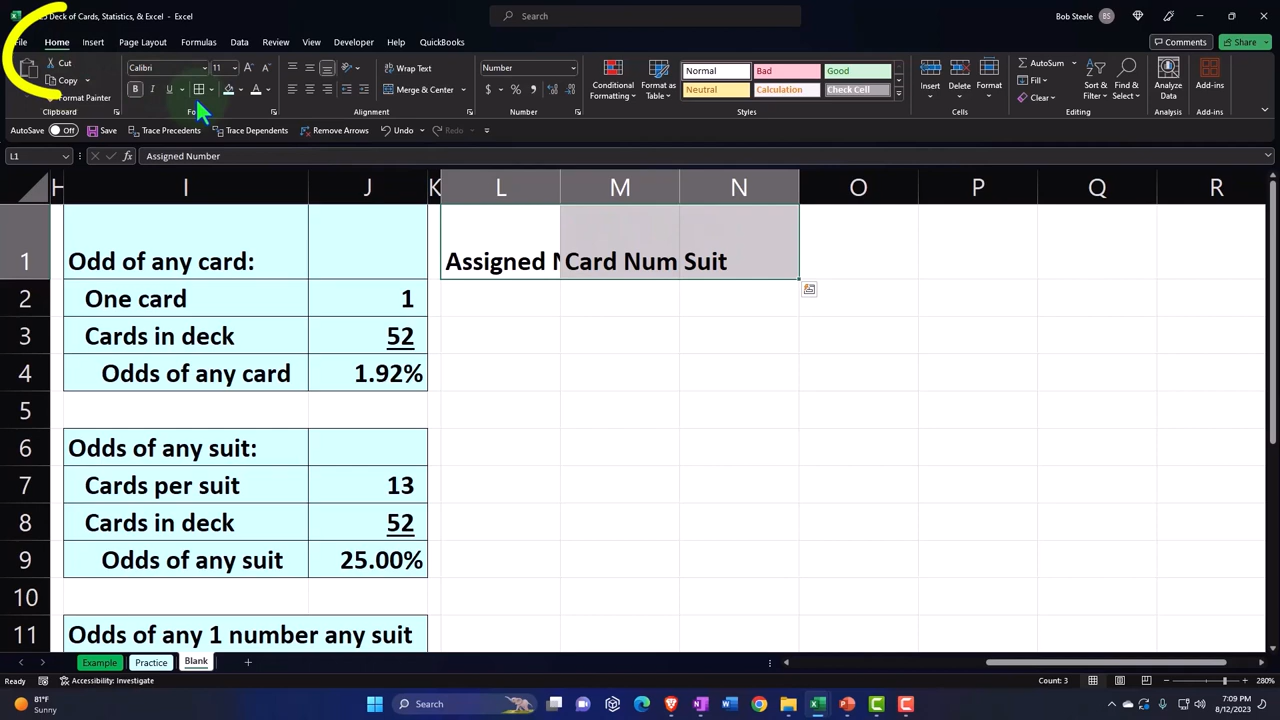 23 Deck of Cards, Statistics, & Excel - Excel
Search
Bob Steele
BS
File
Home
Insert
Page Layout
Formulas
Data
Review
View
Developer
Help
QuickBooks
Comments
Share
Cut
Format Painter
Clipboard
Calibri
11
B
I
U
Wrap Text
Merge & Center
Alignment
Number
$ % 9
Number
Conditional
Formatting
Format as
Table
Normal
Bad
Good
Neutral
Calculation
Check Cell
Styles
Insert
Delete
Format
Cells
AutoSum
Fill
Clear
Sort &
Filter
Find &
Select
Editing
Analyze
Data
Analysis
Add-ins
Add-ins
AutoSave
Off
Save
Trace Precedents
Trace Dependents
Remove Arrows
Undo
Redo
L1
fx
Assigned Number
H I J K L M N O P Q R
1 Odd of any card: Assigned N Card Num Suit
2 One card 1
3 Cards in deck 52
4 Odds of any card 1.92%
5
6 Odds of any suit:
7 Cards per suit 13
8 Cards in deck 52
9 Odds of any suit 25.00%
10
11 Odds of any 1 number any suit
Example
Practice
Blank
Ready
Accessibility: Investigate
Count: 3
280%
81°F
Sunny
Search
7:09 PM
8/12/2023